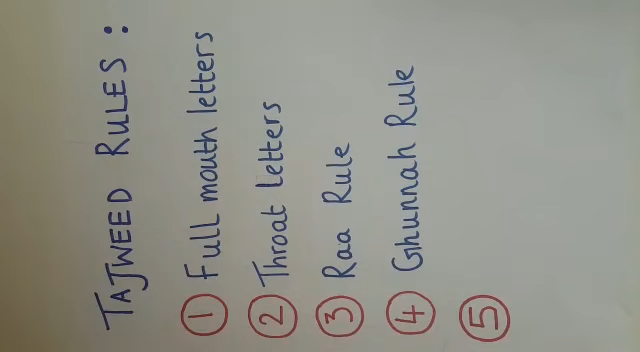 TAJWEED RULES:
1 Full mouth letters
2 Throat letters
3 Raa Rule
4 Ghunnah Rule
5